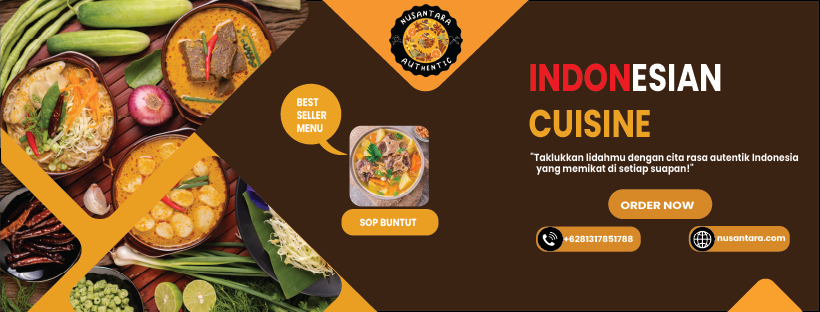 NUSANTARA
AUTHENTIC
BEST
SELLER
MENU
SOP BUNTUT
INDONESIAN
CUISINE
"Taklukkan lidahmu dengan cita rasa autentik Indonesia
yang memikat di setiap suapan!"
ORDER NOW
+6281317851788
nusantara.com